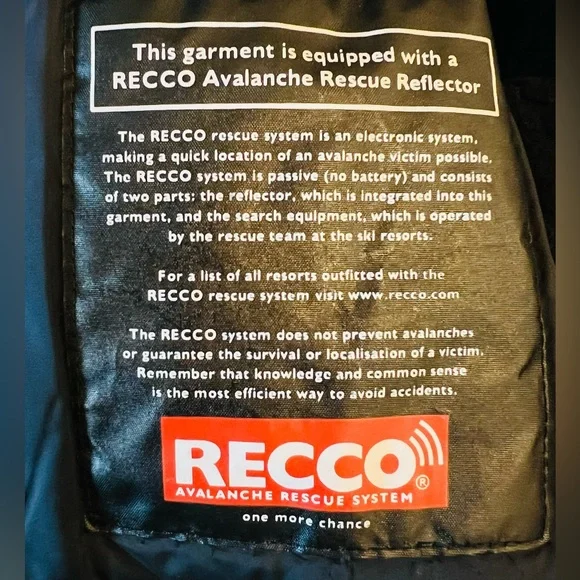 This garment is equipped with a
RECCO Avalanche Rescue Reflector
The RECCO rescue system is an electronic system,
making a quick location of an avalanche victim possible.
The RECCO system is passive (no battery) and consists
of two parts: the reflector, which is integrated into this
garment, and the search equipment, which is operated
by the rescue team at the ski resorts.
For a list of all resorts outfitted with the
RECCO rescue system visit www.recco.com
The RECCO system does not prevent avalanches
or guarantee the survival or localisation of a victim.
Remember that knowledge and common sense
is the most efficient way to avoid accidents.
RECCO®
AVALANCHE RESCUE SYSTEM
one more chance